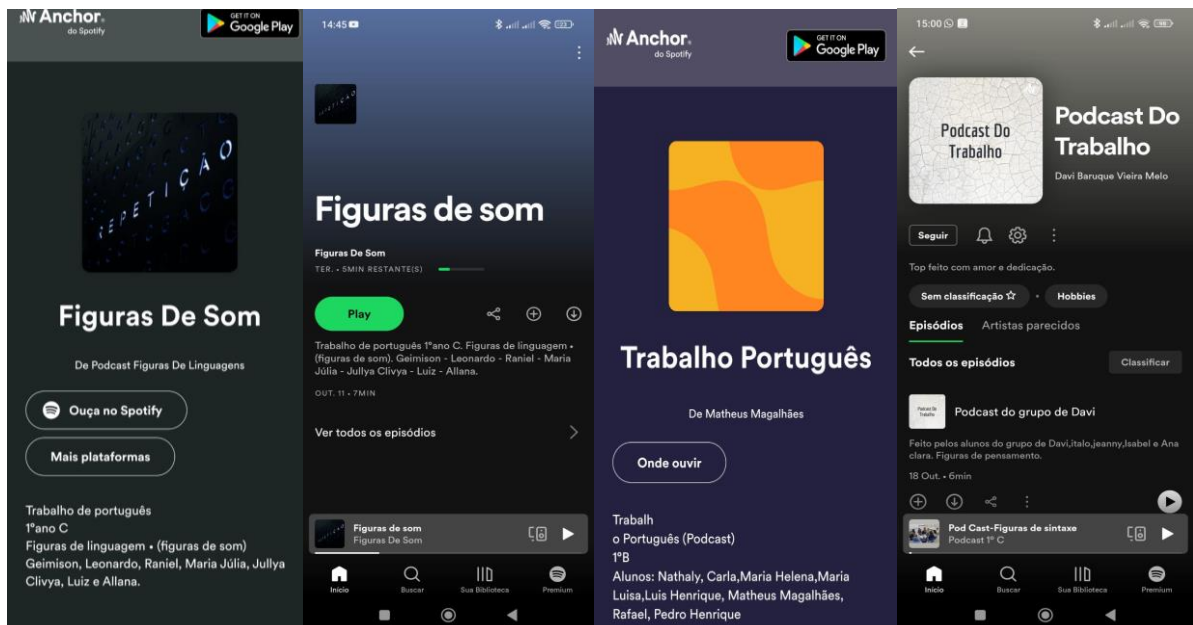 Anchor.
do Spotify
GET IT ON
Google Play
REPETIÇÃO
Figuras De Som
De Podcast Figuras De Linguagens
Ouça no Spotify
Mais plataformas
Trabalho de português
1°ano C
Figuras de linguagem • (figuras de som)
Geimison, Leonardo, Raniel, Maria Júlia, Jullya
Clivya, Luiz e Allana.
14:45
Figuras de som
Figuras De Som
TER. • 5MIN RESTANTE(S)
Play
Trabalho de português 1°ano C. Figuras de linguagem •
(figuras de som). Geimison - Leonardo - Raniel - Maria
Júlia - Jullya Clivya - Luiz - Allana.
OUT. 11 • 7MIN
Ver todos os episódios
Figuras de som
Figuras De Som
Início
Buscar
Sua Biblioteca
Premium
Anchor.
do Spotify
GET IT ON
Google Play
Trabalho Português
De Matheus Magalhães
Onde ouvir
Trabalh
o Português (Podcast)
1°B
Alunos: Nathaly, Carla,Maria Helena,Maria
Luisa,Luis Henrique, Matheus Magalhães,
Rafael, Pedro Henrique
15:00
Podcast Do
Trabalho
Podcast Do
Trabalho
Davi Baruque Vieira Melo
Seguir
Top feito com amor e dedicação.
Sem classificação
Hobbies
Episódios
Artistas parecidos
Todos os episódios
Classificar
Podcast do grupo de Davi
Feito pelos alunos do grupo de Davi,italo,jeanny,Isabel e Ana
clara. Figuras de pensamento.
18 Out. • 6min
Pod Cast-Figuras de sintaxe
Podcast 1° C
Início
Buscar
Sua Biblioteca
Premium